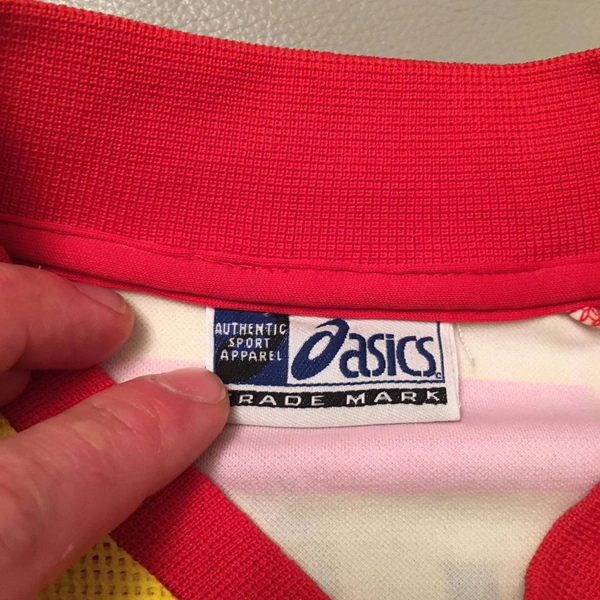 AUTHENTIC
SPORT
APPAREL
asics
TRADE MARK